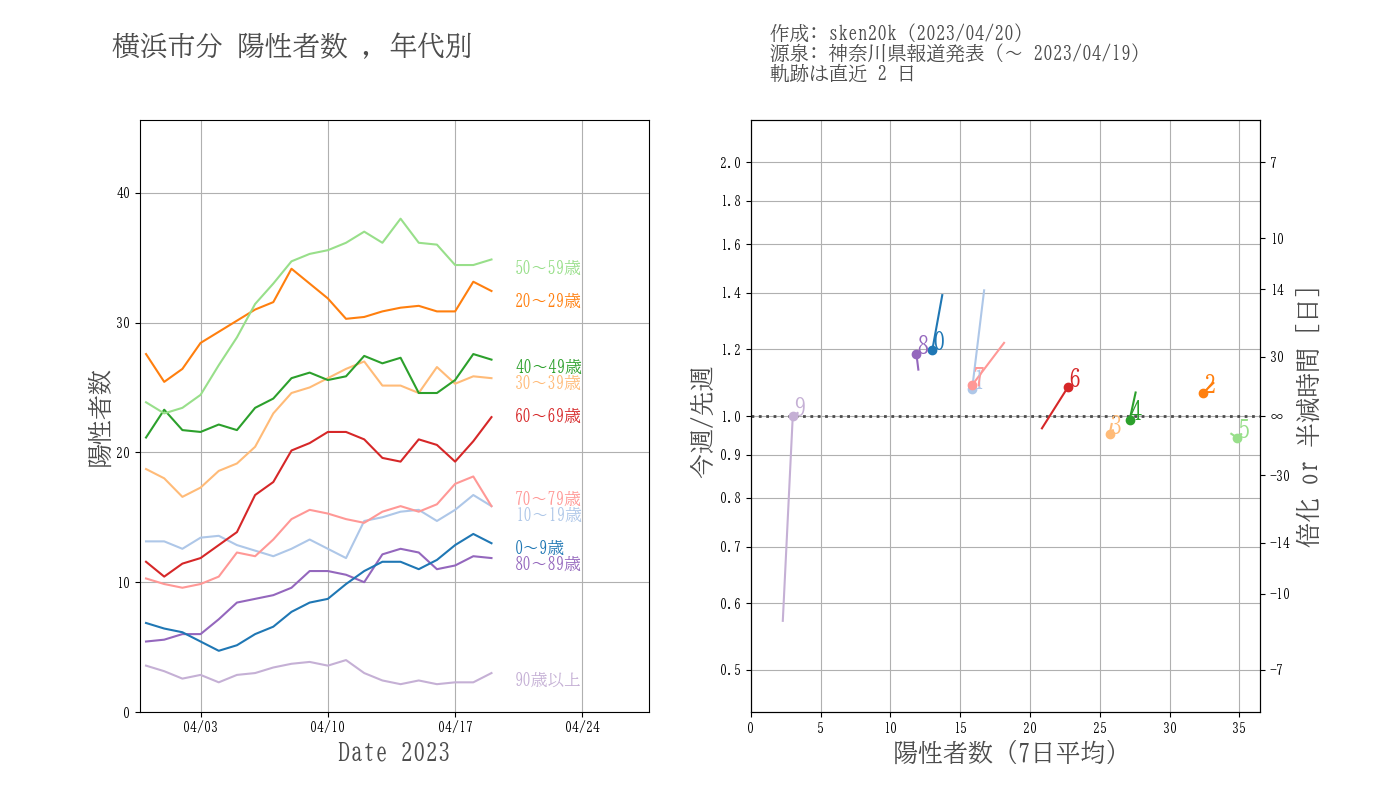 横浜市分 陽性者数 , 年代別
作成: sken20k (2023/04/20)
源泉: 神奈川県報道発表 (～ 2023/04/19)
軌跡は直近 2 日
陽性者数
40
30
20
10
0
50～59歳
20～29歳
40～49歳
30～39歳
60～69歳
70～79歳
10～19歳
0～9歳
80～89歳
90歳以上
04/03
04/10
04/17
04/24
Date 2023
今週/先週
2.0
1.8
1.6
1.4
1.2
1.0
0.9
0.8
0.7
0.6
0.5
8
0
7
1
6
2
9
4
3
5
7
10
14
30
∞
−30
−14
−10
−7
倍化 or 半減時間 [日]
0
5
10
15
20
25
30
35
陽性者数 (7日平均)